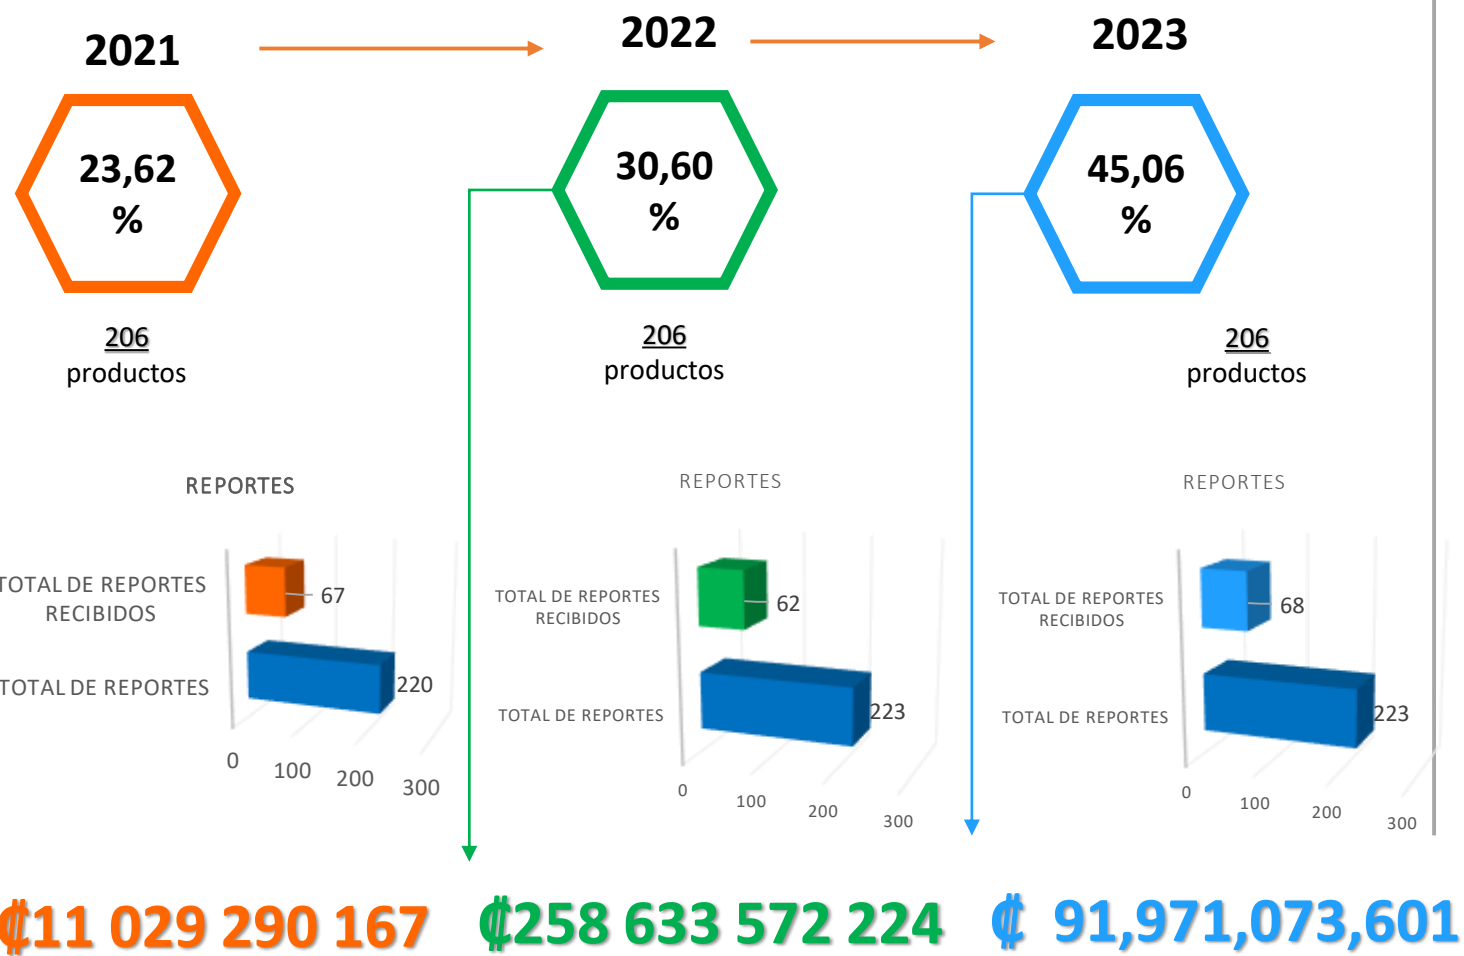 2021
2022
2023
23,62
%
30,60
%
45,06
%
206
productos
206
productos
206
productos
REPORTES
TOTAL DE REPORTES
RECIBIDOS
67
TOTAL DE REPORTES
220
0
100
200
300
REPORTES
TOTAL DE REPORTES
RECIBIDOS
62
TOTAL DE REPORTES
223
0
100
200
300
REPORTES
TOTAL DE REPORTES
RECIBIDOS
68
TOTAL DE REPORTES
223
0
100
200
300
₡11 029 290 167
₡258 633 572 224
₡ 91,971,073,601